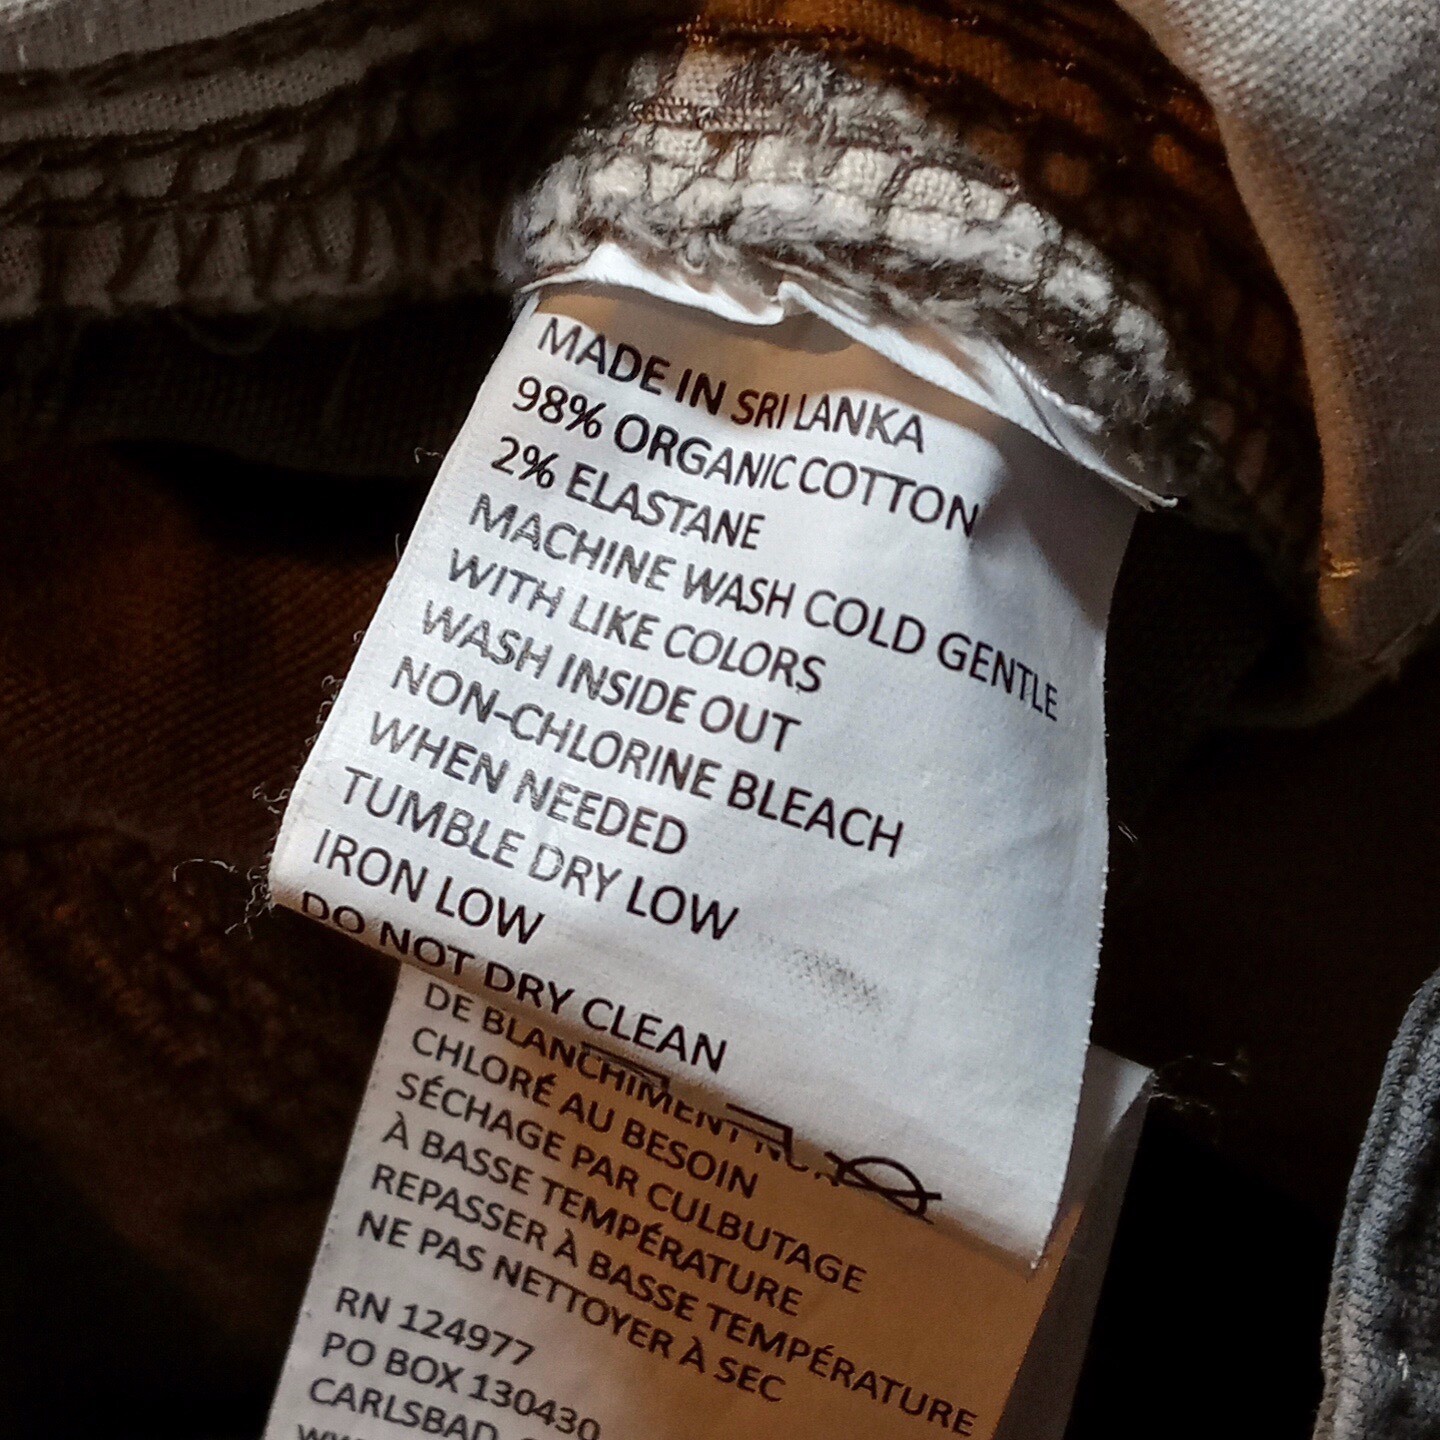 MADE IN SRI LANKA
98% ORGANIC COTTON
2% ELASTANE
MACHINE WASH COLD GENTLE
WITH LIKE COLORS
WASH INSIDE OUT
NON-CHLORINE BLEACH
WHEN NEEDED
TUMBLE DRY LOW
IRON LOW
DO NOT DRY CLEAN
DE BLANCHIMENT
CHLORÉ AU BESOIN
SÉCHAGE PAR CULBUTAGE
À BASSE TEMPÉRATURE
REPASSER À BASSE TEMPÉRATURE
NE PAS NETTOYER À SEC
RN 124977
PO BOX 130430
CARLSBAD,